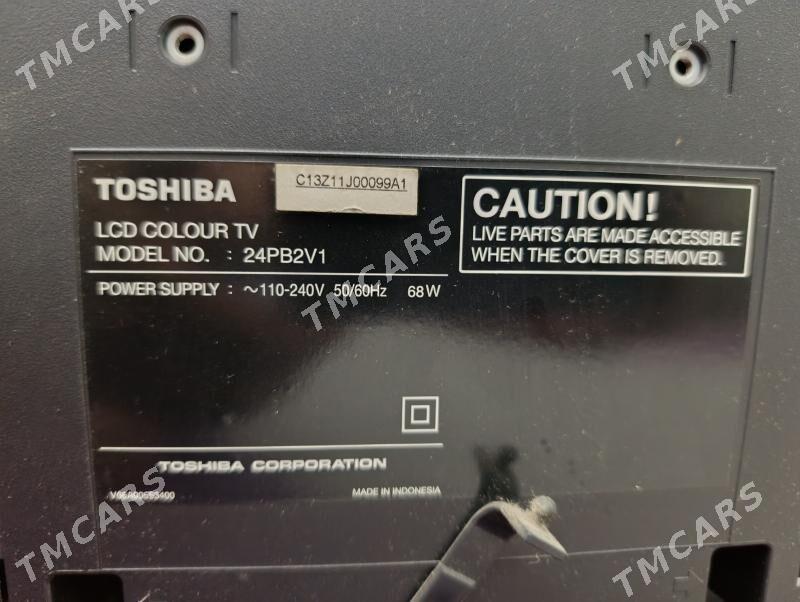 TMCARS
TMCARS
TOSHIBA
C13Z11J00099A1
LCD COLOUR TV
MODEL NO. : 24PB2V1
POWER SUPPLY : ~110-240V 50/60Hz 68W
CAUTION!
LIVE PARTS ARE MADE ACCESSIBLE
WHEN THE COVER IS REMOVED.
TMCARS
TOSHIBA CORPORATION
MADE IN INDONESIA
TMCARS
TMCARS